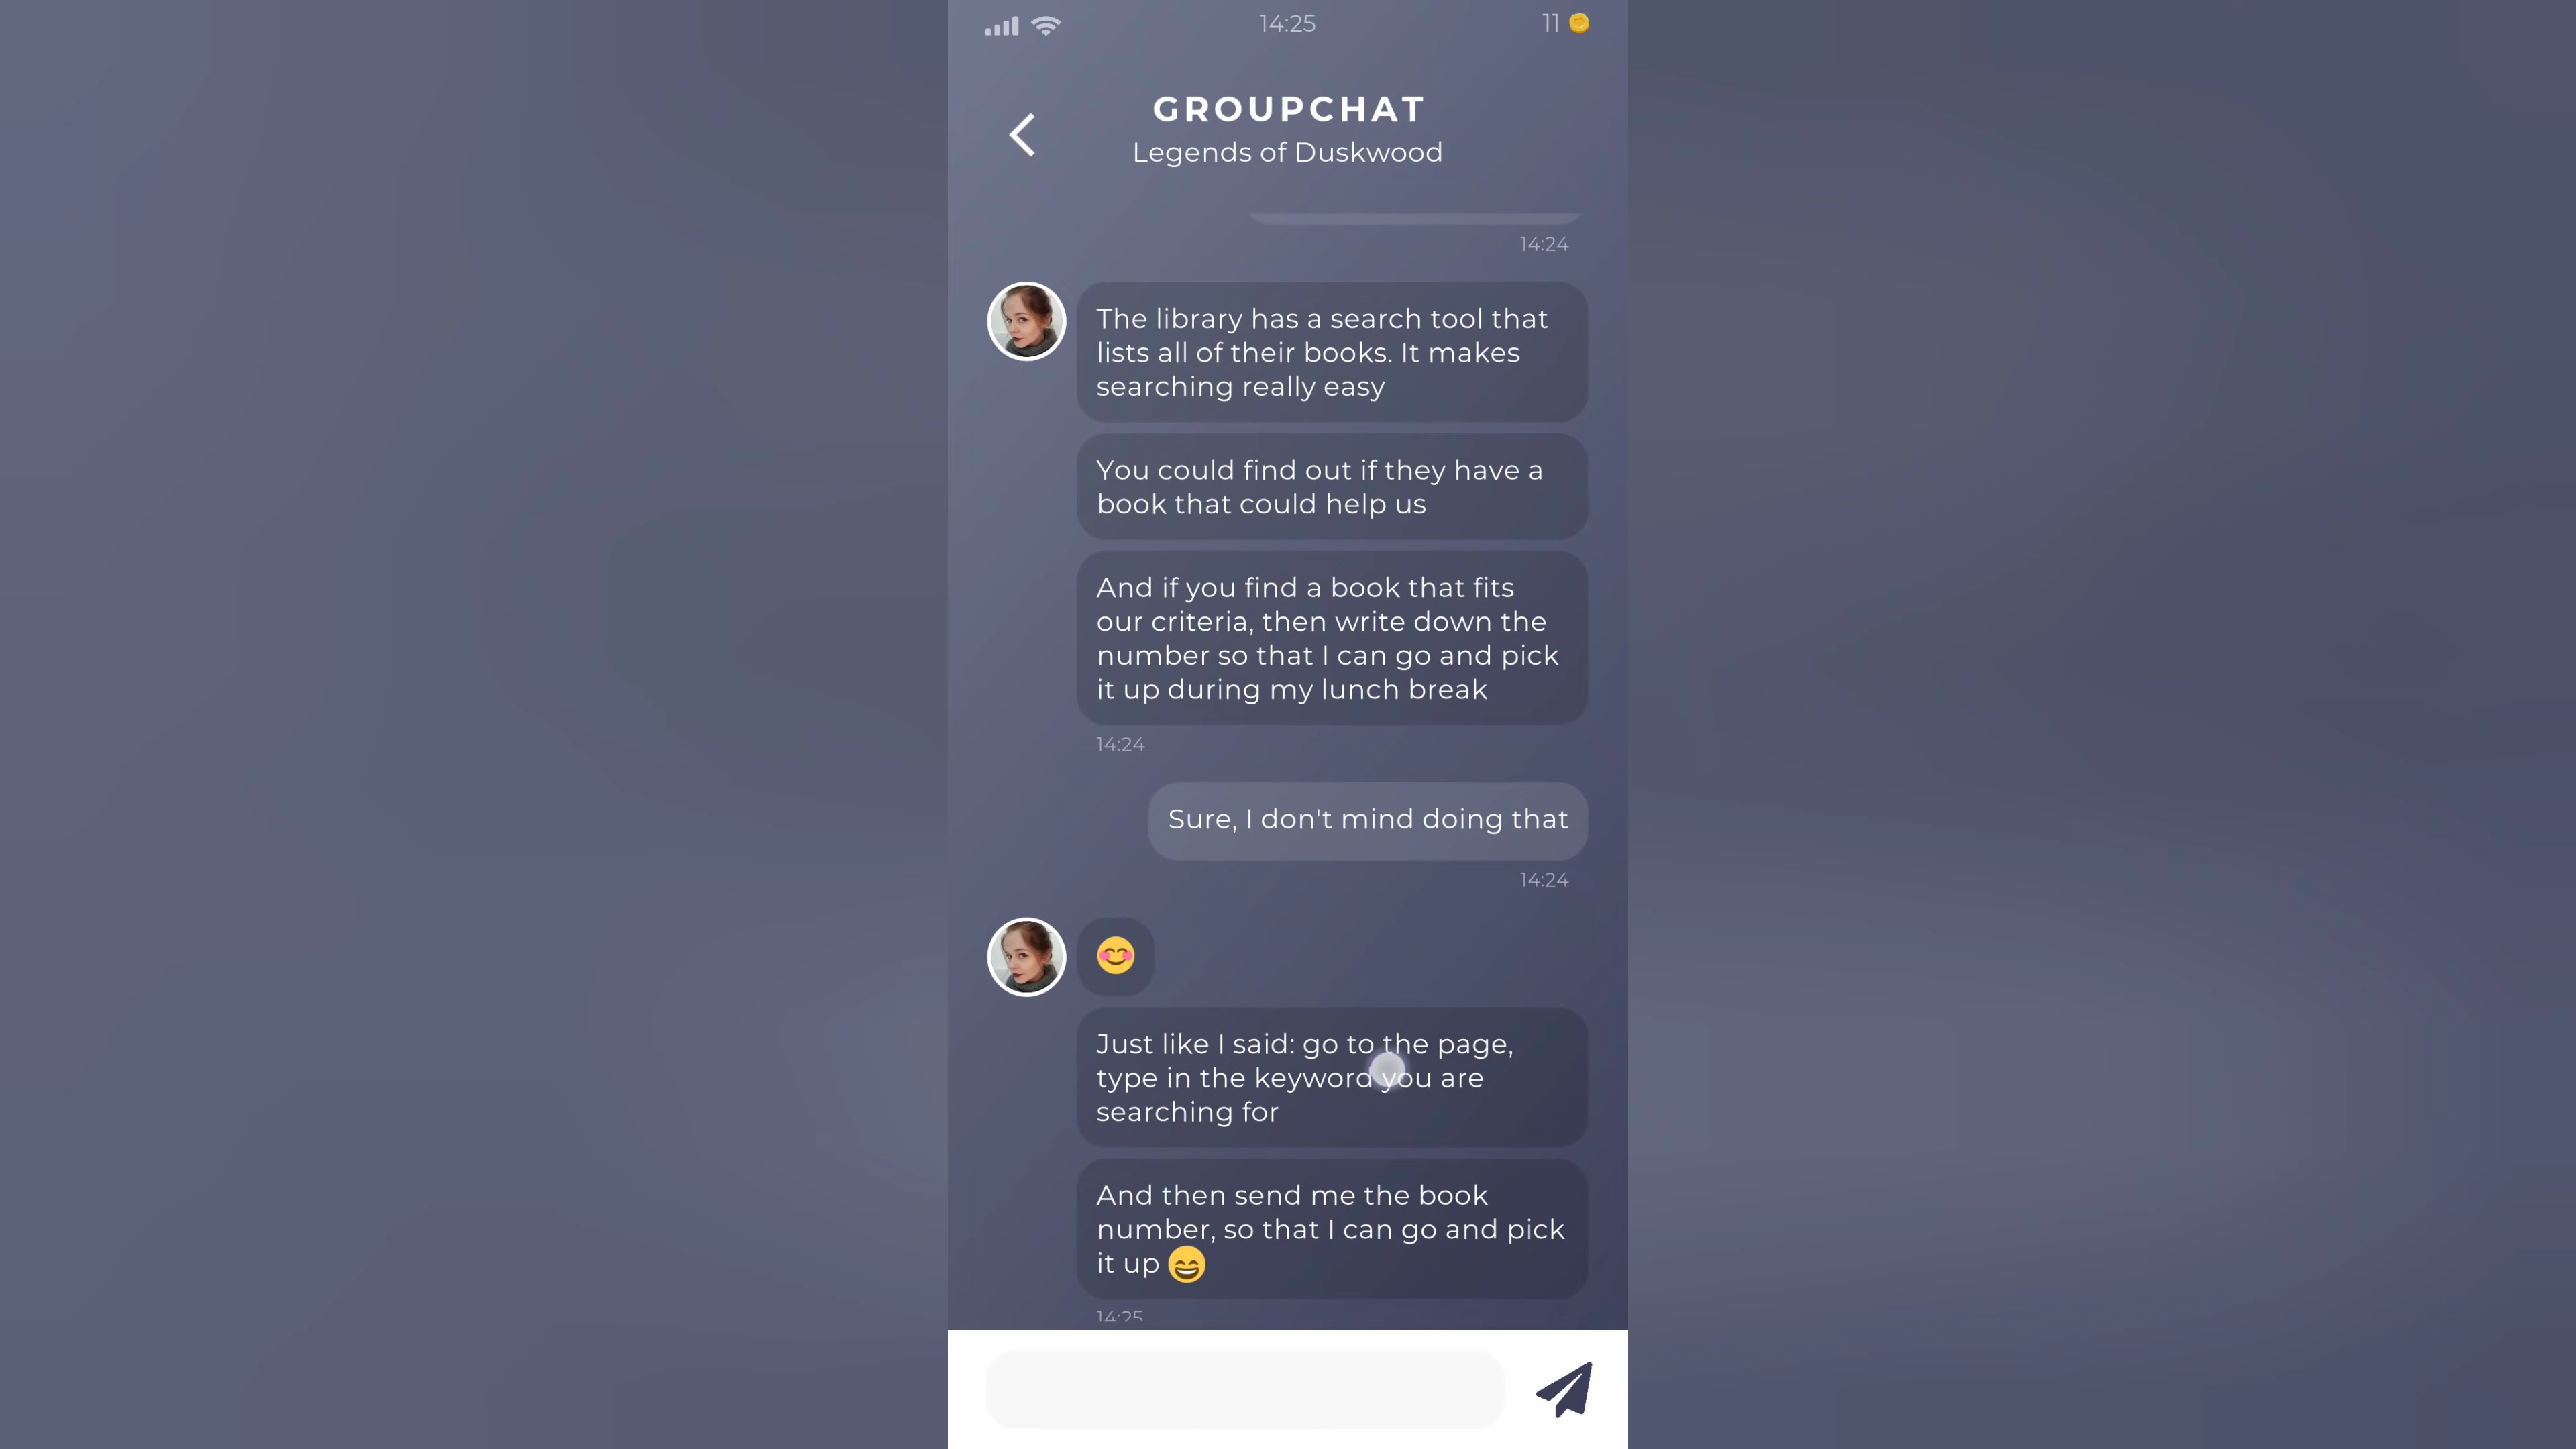 14:25
11
GROUPCHAT
Legends of Duskwood
14:24
The library has a search tool that
lists all of their books. It makes
searching really easy
You could find out if they have a
book that could help us
And if you find a book that fits
our criteria, then write down the
number so that I can go and pick
it up during my lunch break
14:24
Sure, I don't mind doing that
14:24
😊
Just like I said: go to the page,
type in the keyword you are
searching for
And then send me the book
number, so that I can go and pick
it up 😄
14:25